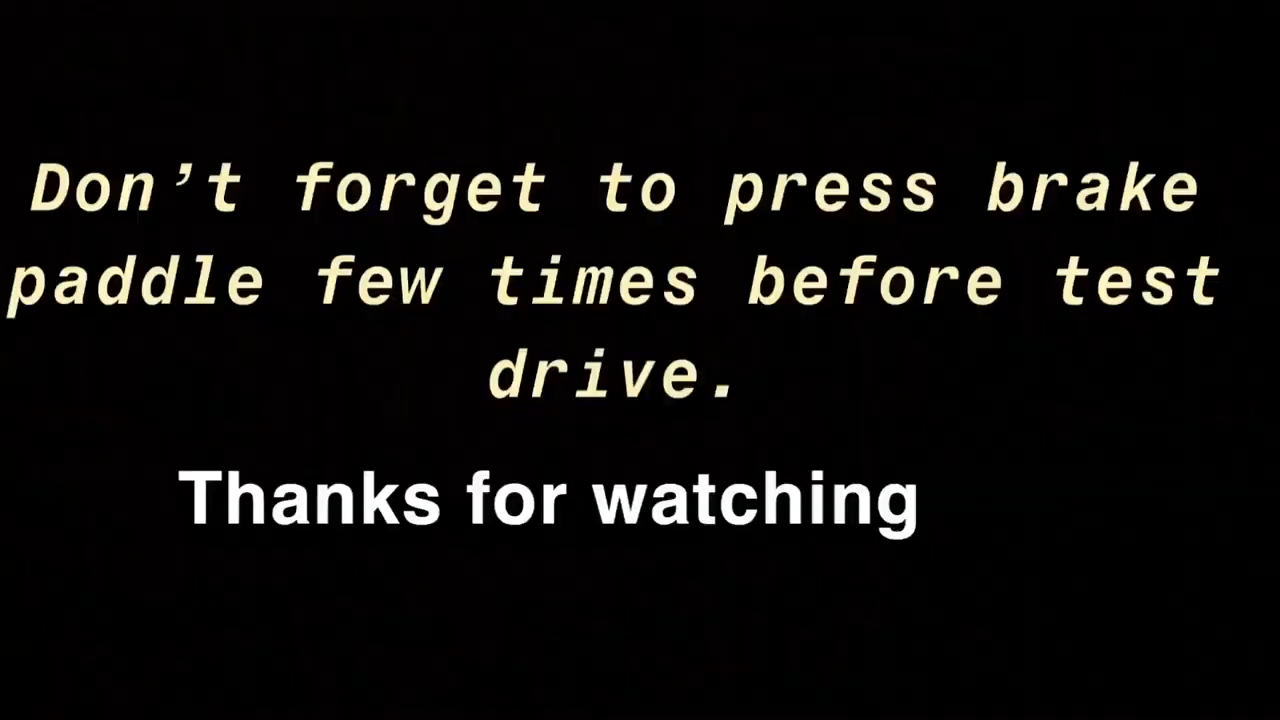 Don’t forget to press brake
paddle few times before test
drive.
Thanks for watching